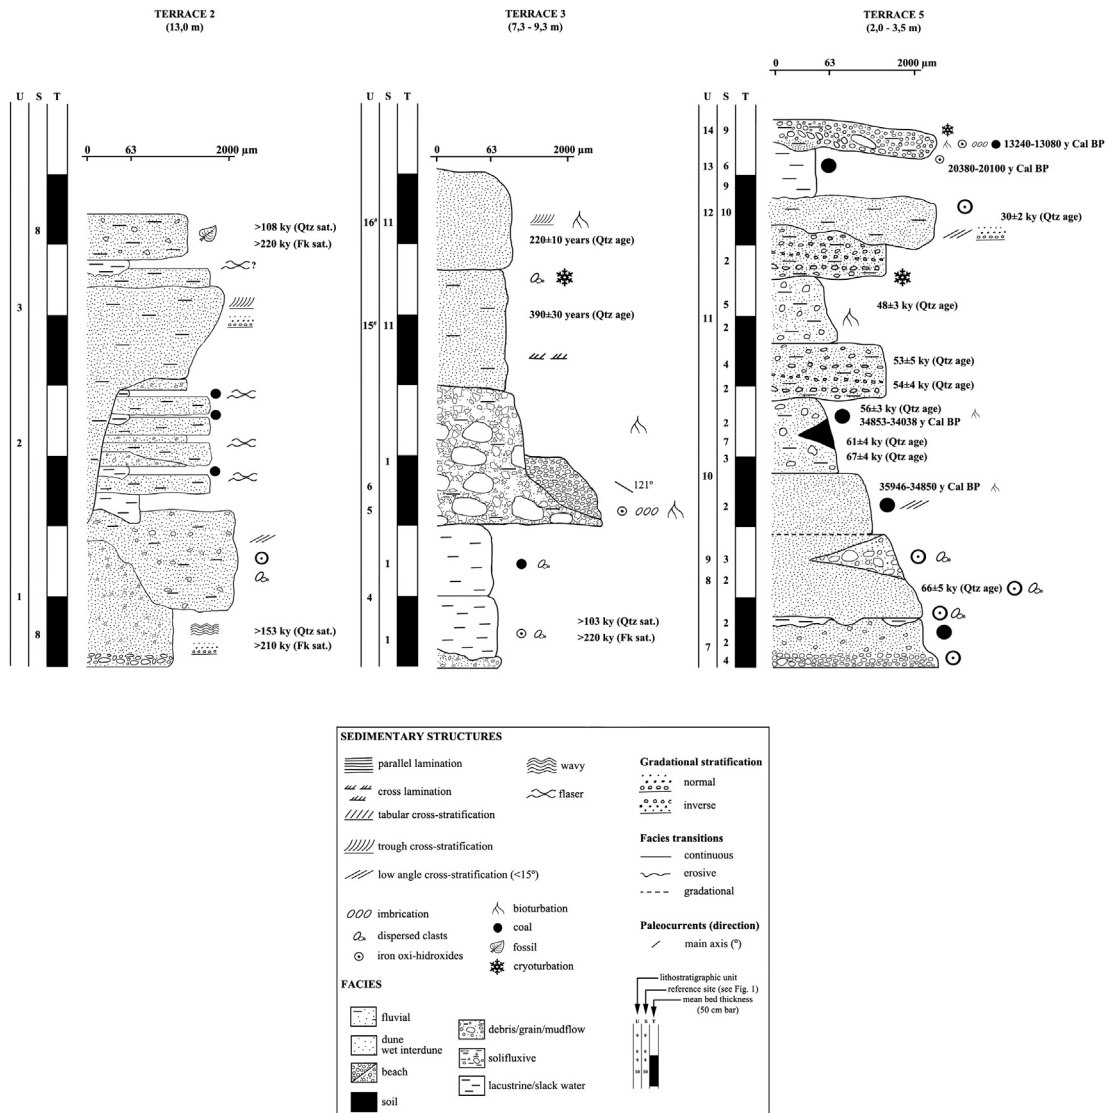 TERRACE 2
(13,0 m)
U S T
0 63 2000 µm
8
>108 ky (Qtz sat.)
>220 ky (Fk sat.)
?
3
2
1
8
>153 ky (Qtz sat.)
>210 ky (Fk sat.)
TERRACE 3
(7,3 - 9,3 m)
U S T
0 63 2000 µm
16º 11
220±10 years (Qtz age)
390±30 years (Qtz age)
15º 11
1
6
121º
5
1
4
>103 ky (Qtz sat.)
1
>220 ky (Fk sat.)
TERRACE 5
(2,0 - 3,5 m)
0 63 2000 µm
U S T
14 9
13240-13080 y Cal BP
13 6
20380-20100 y Cal BP
9
12 10
30±2 ky (Qtz age)
2
5
48±3 ky (Qtz age)
11
2
4
53±5 ky (Qtz age)
2
54±4 ky (Qtz age)
56±3 ky (Qtz age)
2
34853-34038 y Cal BP
7
61±4 ky (Qtz age)
3
67±4 ky (Qtz age)
10
35946-34850 y Cal BP
2
9 3
8 2
66±5 ky (Qtz age)
2
7 2
4
SEDIMENTARY STRUCTURES
parallel lamination
cross lamination
tabular cross-stratification
trough cross-stratification
low angle cross-stratification (<15º)
wavy
flaser
imbrication
dispersed clasts
iron oxi-hidroxides
bioturbation
coal
fossil
cryoturbation
Gradational stratification
normal
inverse
Facies transitions
continuous
erosive
gradational
Paleocurrents (direction)
main axis (º)
FACIES
fluvial
dune
wet interdune
beach
soil
debris/grain/mudflow
solifluxive
lacustrine/slack water
lithostratigraphic unit
reference site (see Fig. 1)
mean bed thickness
(50 cm bar)
U S T